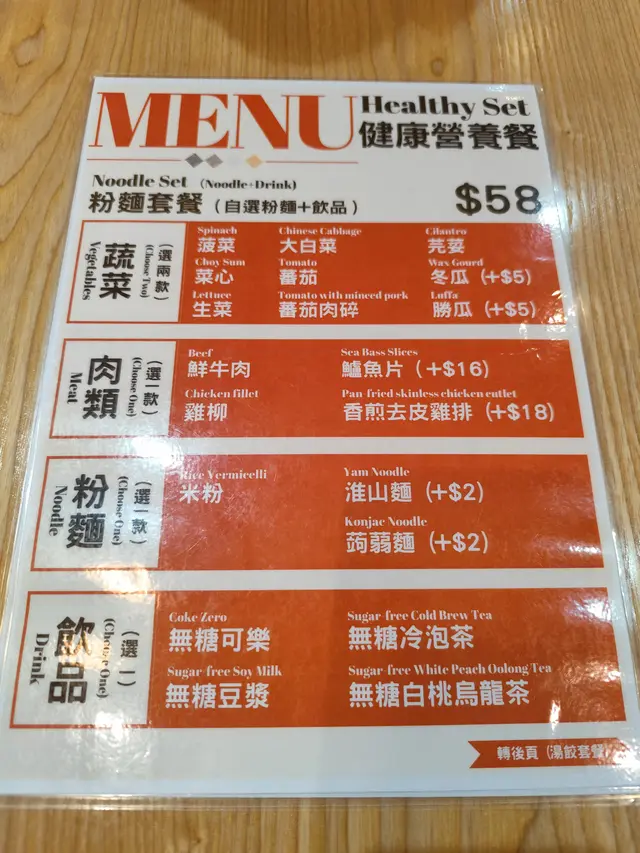 MENU
Healthy Set
健康營養餐
Noodle Set (Noodle+Drink)
粉麵套餐（自選粉麵+飲品）
$58
蔬菜
Vegetables
（選兩款）
(Choose Two)
Spinach
菠菜
Chinese Cabbage
大白菜
Cilantro
芫荽
Choy Sum
菜心
Tomato
蕃茄
Wax Gourd
冬瓜 (+$5)
Lettuce
生菜
Tomato with minced pork
蕃茄肉碎
Luffa
勝瓜 (+$5)
肉類
Meat
（選一款）
(Choose One)
Beef
鮮牛肉
Sea Bass Slices
鱸魚片（+$16)
Chicken fillet
雞柳
Pan-fried skinless chicken cutlet
香煎去皮雞排 (+$18)
粉麵
Noodle
（選一款）
(Choose One)
Rice Vermicelli
米粉
Yam Noodle
淮山麵 (+$2)
Konjac Noodle
蒟蒻麵 (+$2)
飲品
Drink
（選一）
(Choose One)
Coke Zero
無糖可樂
Sugar-free Cold Brew Tea
無糖冷泡茶
Sugar-free Soy Milk
無糖豆漿
Sugar-free White Peach Oolong Tea
無糖白桃烏龍茶
轉後頁（湯餃套餐）